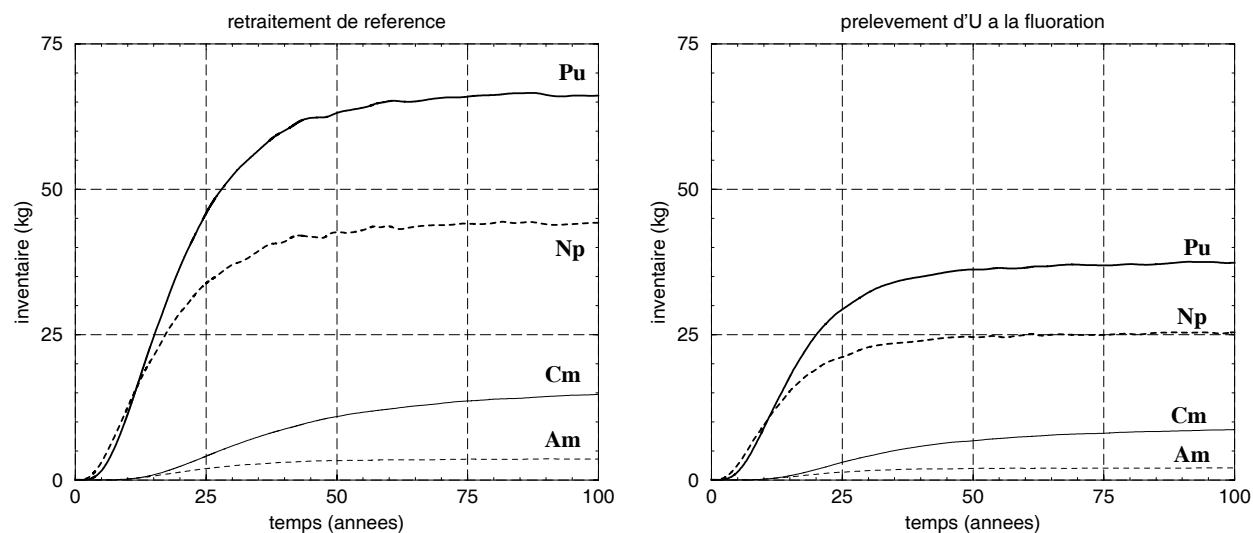 retraitement de reference
75
50
25
0
inventaire (kg)
Pu
Np
Cm
Am
0 25 50 75 100
temps (annees)
prelevement d'U a la fluoration
75
50
25
0
inventaire (kg)
Pu
Np
Cm
Am
0 25 50 75 100
temps (annees)